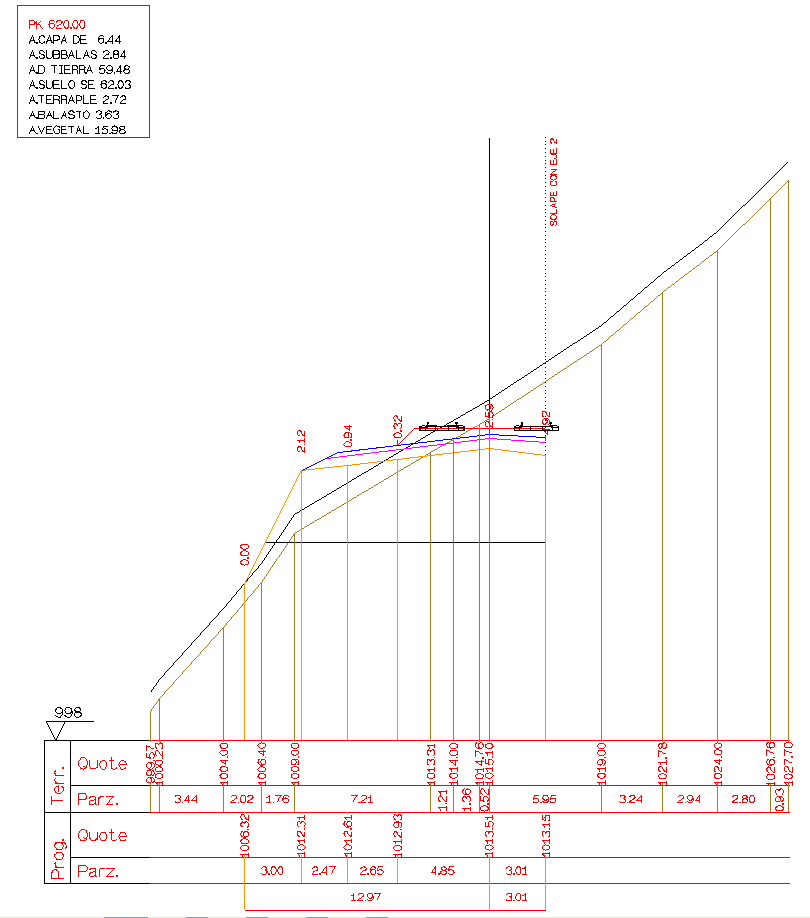 PK 620.00
A.CAPA DE 6.44
A.SUBBALAS 2.84
A.D TIERRA 59.48
A.SUELO SE 62.03
A.TERRAPLE 2.72
A.BALASTO 3.63
A.VEGETAL 15.98
SOLAPE CON EJE 2
0.00
2.12
0.94
0.32
2.59
.92
998
Terr.
Quote
999.57 1000.23 1004.00 1006.40 1009.00 1013.31 1014.00 1014.76 1015.10 1019.00 1021.78 1024.00 1026.76 1027.70
Parz.
3.44 2.02 1.76 7.21 1.21 1.36 0.52 5.95 3.24 2.94 2.80 0.93
Prog.
Quote
1006.32 1012.31 1012.61 1012.93 1013.51 1013.15
Parz.
3.00 2.47 2.65 4.85 3.01
12.97 3.01